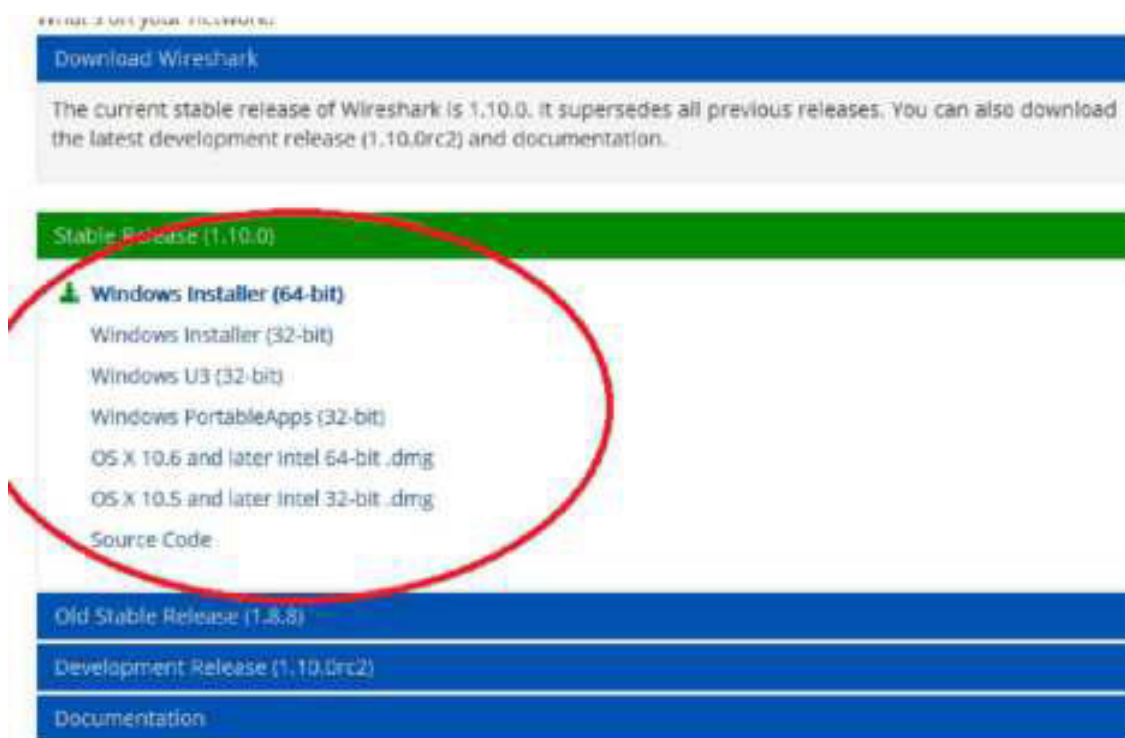 What's on your network?
Download Wireshark
The current stable release of Wireshark is 1.10.0. It supersedes all previous releases. You can also download
the latest development release (1.10.0rc2) and documentation.
Stable Release (1.10.0)
Windows Installer (64-bit)
Windows Installer (32-bit)
Windows U3 (32-bit)
Windows PortableApps (32-bit)
OS X 10.6 and later Intel 64-bit .dmg
OS X 10.5 and later Intel 32-bit .dmg
Source Code
Old Stable Release (1.8.8)
Development Release (1.10.0rc2)
Documentation